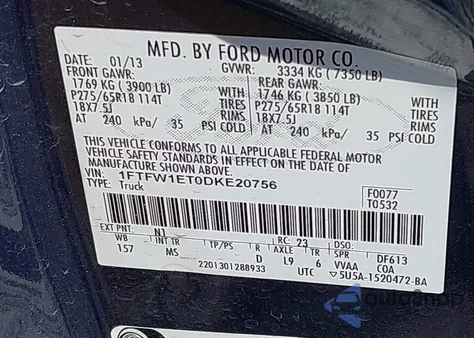 MFD. BY FORD MOTOR CO.
DATE: 01/13 GVWR: 3334 KG ( 7350 LB)
FRONT GAWR: REAR GAWR:
1769 KG ( 3900 LB) 1746 KG ( 3850 LB)
P275/65R18 114T WITH TIRES P275/65R18 114T WITH TIRES
18X7.5J RIMS 18X7.5J RIMS
AT 240 kPa/ 35 PSI COLD AT 240 kPa/ 35 PSI COLD
THIS VEHICLE CONFORMS TO ALL APPLICABLE FEDERAL MOTOR
VEHICLE SAFETY STANDARDS IN EFFECT ON THE DATE OF
MANUFACTURE SHOWN ABOVE.
VIN: 1FTFW1ET0DKE20756
TYPE: Truck
F0077
T0532
EXT PNT: N1 RC: 23 DSO: DF613
WB INT TR TP/PS R AXLE TR SPR
157 MS D L9 6 VVAA COA
UTC 5U5A-1520472-BA
2201301288933
autosnap